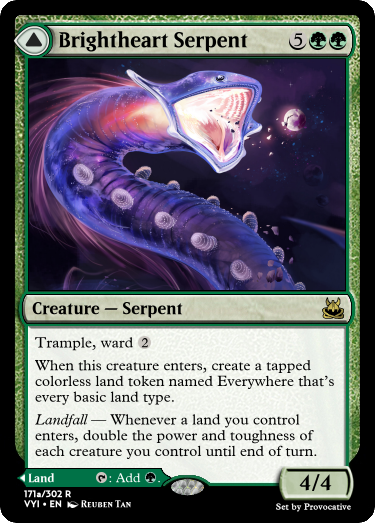 Brightheart Serpent 5
Creature — Serpent
Trample, ward 2
When this creature enters, create a tapped
colorless land token named Everywhere that's
every basic land type.
Landfall — Whenever a land you control
enters, double the power and toughness of
each creature you control until end of turn.
Land : Add .
4/4
171a/302 R
VYI • EN Reuben Tan
Set by Provocative